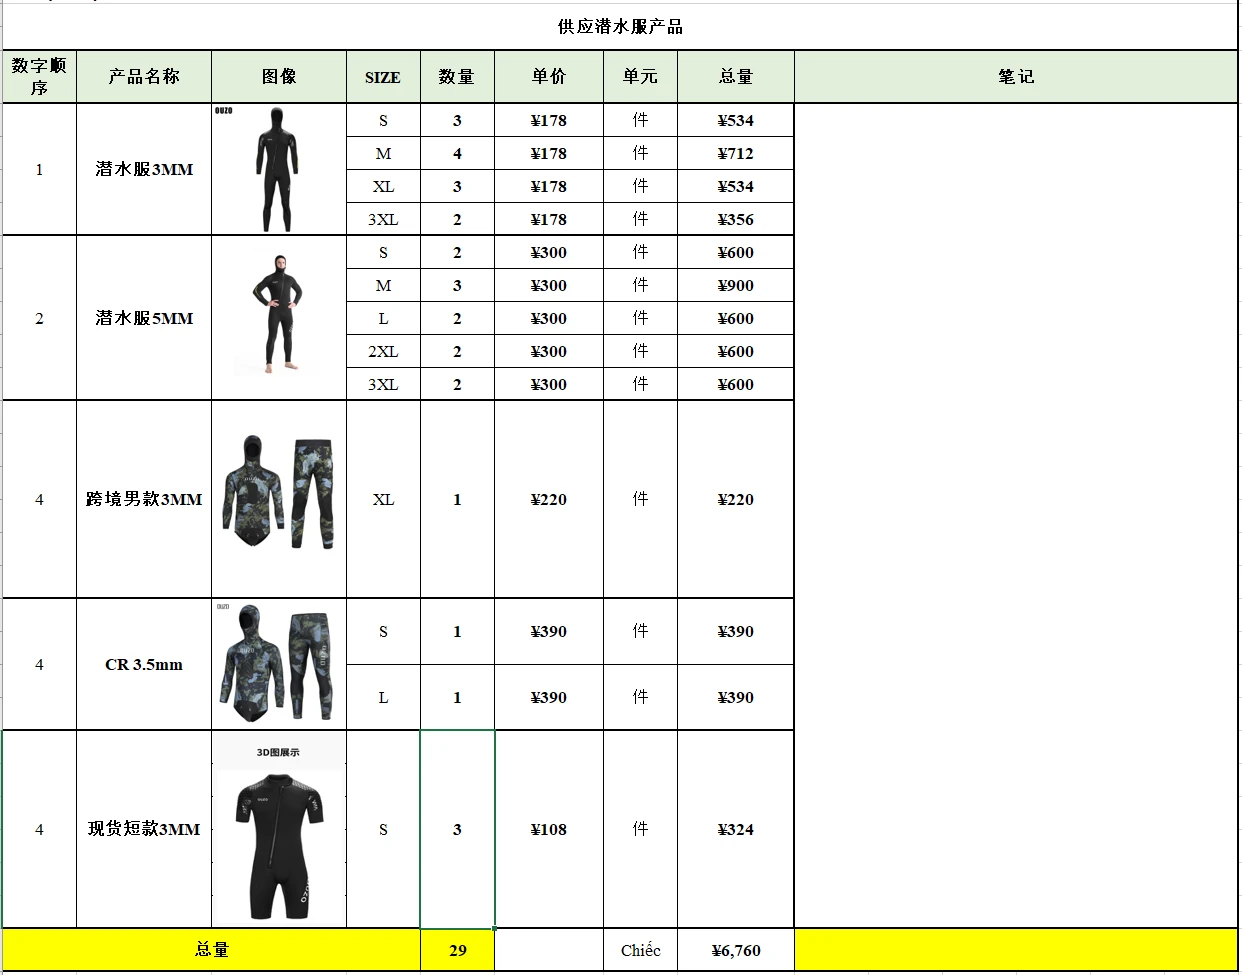 供应潜水服产品
数字顺序 产品名称 图像 SIZE 数量 单价 单元 总量 笔记
1 潜水服3MM OUZO S 3 ¥178 件 ¥534
M 4 ¥178 件 ¥712
XL 3 ¥178 件 ¥534
3XL 2 ¥178 件 ¥356
2 潜水服5MM S 2 ¥300 件 ¥600
M 3 ¥300 件 ¥900
L 2 ¥300 件 ¥600
2XL 2 ¥300 件 ¥600
3XL 2 ¥300 件 ¥600
4 跨境男款3MM XL 1 ¥220 件 ¥220
4 CR 3.5mm OUZO S 1 ¥390 件 ¥390
L 1 ¥390 件 ¥390
3D图展示
4 现货短款3MM S 3 ¥108 件 ¥324
OUZO
总量 29 Chiếc ¥6,760